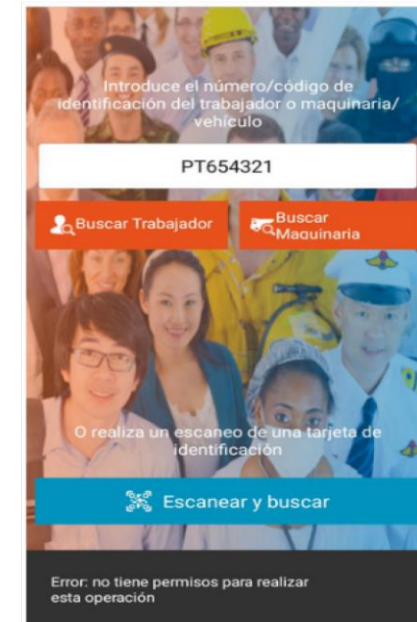 Introduce el número/código de
identificación del trabajador o maquinaria/
vehículo
PT654321
Buscar Trabajador
Buscar
Maquinaria
O realiza un escaneo de una tarjeta de
identificación
Escanear y buscar
Error: no tiene permisos para realizar
esta operación